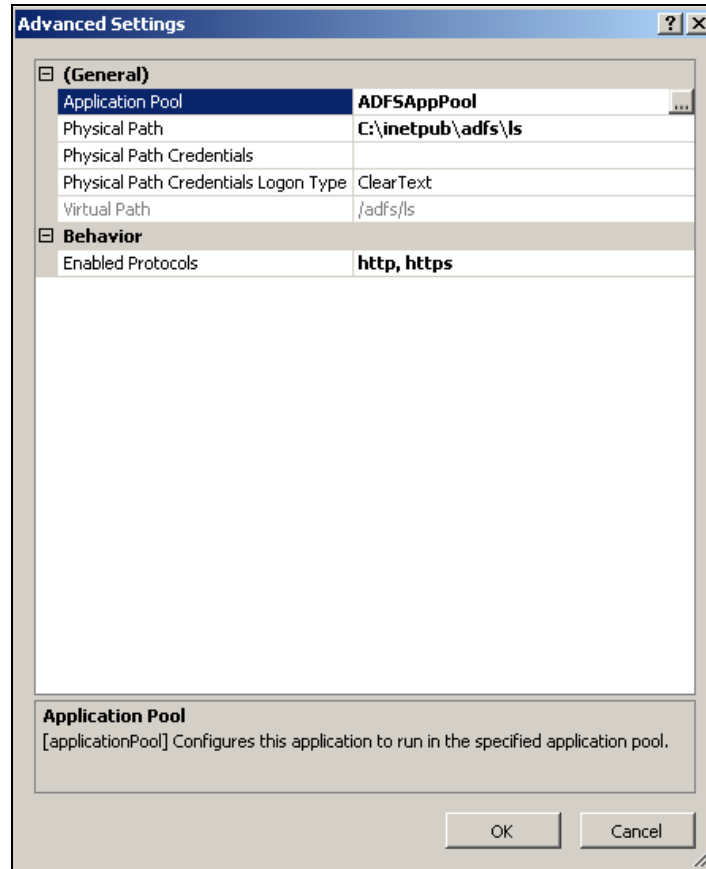 Advanced Settings
(General)
Application Pool ADFSAppPool ...
Physical Path C:\inetpub\adfs\ls
Physical Path Credentials
Physical Path Credentials Logon Type ClearText
Virtual Path /adfs/ls
Behavior
Enabled Protocols http, https
Application Pool
[applicationPool] Configures this application to run in the specified application pool.
OK Cancel